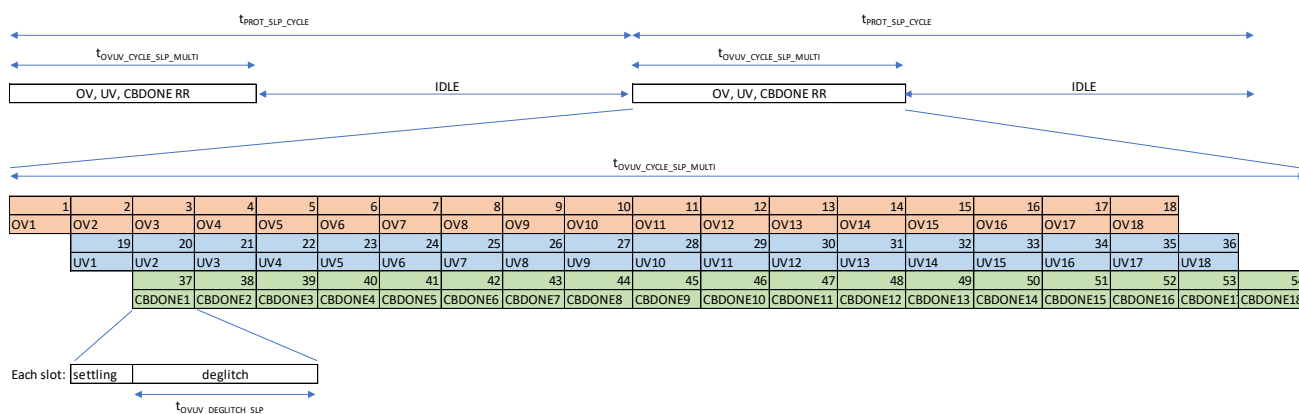 tPROT_SLP_CYCLE tPROT_SLP_CYCLE
tOVUV_CYCLE_SLP_MULTI tOVUV_CYCLE_SLP_MULTI
OV, UV, CBDONE RR IDLE OV, UV, CBDONE RR IDLE
tOVUV_CYCLE_SLP_MULTI
1 2 3 4 5 6 7 8 9 10 11 12 13 14 15 16 17 18
OV1 OV2 OV3 OV4 OV5 OV6 OV7 OV8 OV9 OV10 OV11 OV12 OV13 OV14 OV15 OV16 OV17 OV18
19 20 21 22 23 24 25 26 27 28 29 30 31 32 33 34 35 36
UV1 UV2 UV3 UV4 UV5 UV6 UV7 UV8 UV9 UV10 UV11 UV12 UV13 UV14 UV15 UV16 UV17 UV18
37 38 39 40 41 42 43 44 45 46 47 48 49 50 51 52 53 54
CBDONE1 CBDONE2 CBDONE3 CBDONE4 CBDONE5 CBDONE6 CBDONE7 CBDONE8 CBDONE9 CBDONE10 CBDONE11 CBDONE12 CBDONE13 CBDONE14 CBDONE15 CBDONE16 CBDONE17 CBDONE18
Each slot: settling deglitch
tOVUV_DEGLITCH_SLP